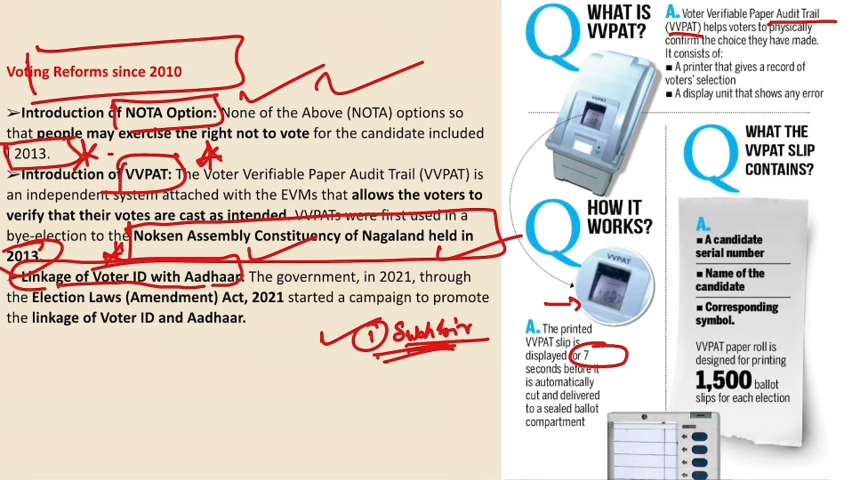 Voting Reforms since 2010
➢Introduction of NOTA Option: None of the Above (NOTA) options so
that people may exercise the right not to vote for the candidate included
2013.
➢Introduction of VVPAT: The Voter Verifiable Paper Audit Trail (VVPAT) is
an independent system attached with the EVMs that allows the voters to
verify that their votes are cast as intended. VVPATs were first used in a
bye-election to the Noksen Assembly Constituency of Nagaland held in
2013.
Linkage of Voter ID with Aadhaar: The government, in 2021, through
the Election Laws (Amendment) Act, 2021 started a campaign to promote
the linkage of Voter ID and Aadhaar.
1
Q WHAT IS
VVPAT?
A. Voter Verifiable Paper Audit Trail
(VVPAT) helps voters to physically
confirm the choice they have made.
It consists of:
■ A printer that gives a record of
voters' selection
■ A display unit that shows any error
VVPAT
Q HOW IT
WORKS?
VVPAT
A. The printed
VVPAT slip is
displayed for 7
seconds before it
is automatically
cut and delivered
to a sealed ballot
compartment
Q WHAT THE
VVPAT SLIP
CONTAINS?
A.
■ A candidate
serial number
■ Name of the
candidate
■ Corresponding
symbol.
VVPAT paper roll is
designed for printing
1,500 ballot
slips for each election